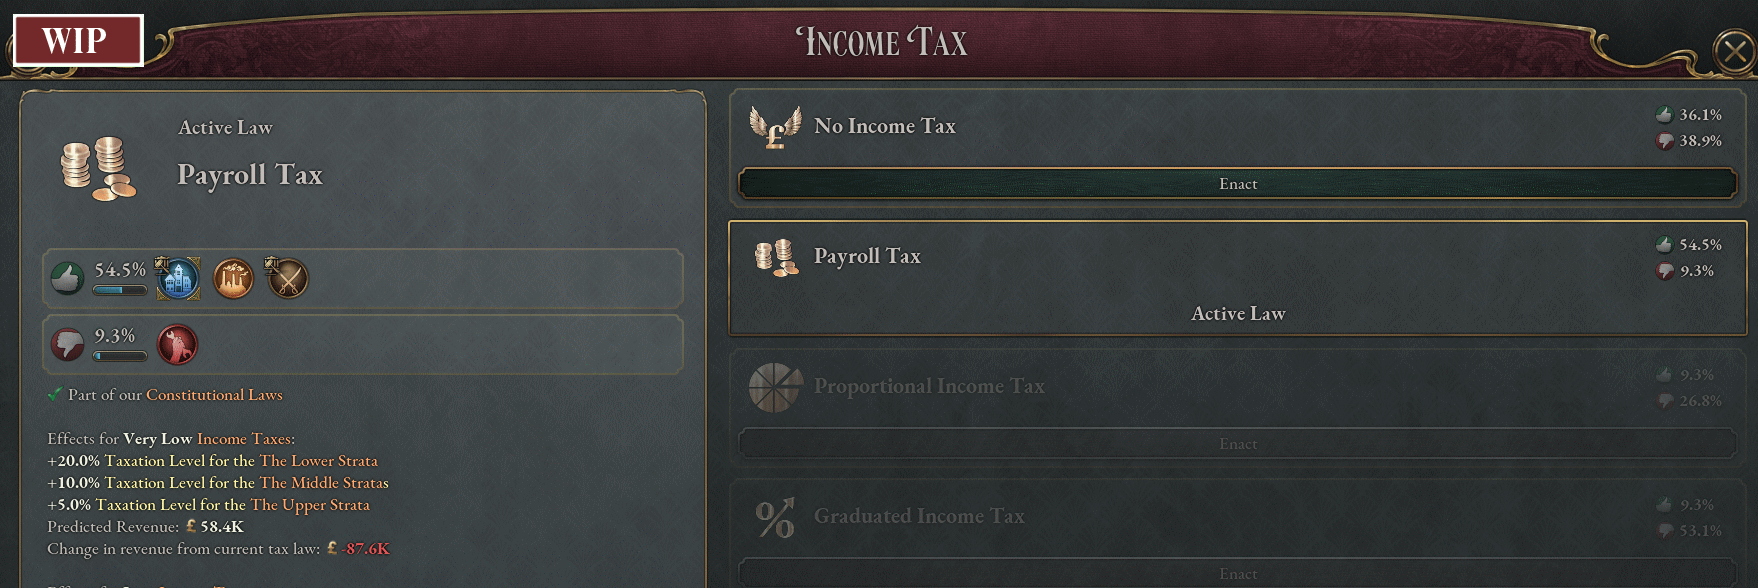 WIP
Income Tax
Active Law
Payroll Tax
54.5%
9.3%
Part of our Constitutional Laws
Effects for Very Low Income Taxes:
+20.0% Taxation Level for the The Lower Strata
+10.0% Taxation Level for the The Middle Stratas
+5.0% Taxation Level for the The Upper Strata
Predicted Revenue: £ 58.4K
Change in revenue from current tax law: £ -87.6K
No Income Tax
36.1%
38.9%
Enact
Payroll Tax
54.5%
9.3%
Active Law
Proportional Income Tax
9.3%
26.8%
Enact
Graduated Income Tax
9.3%
53.1%
Enact